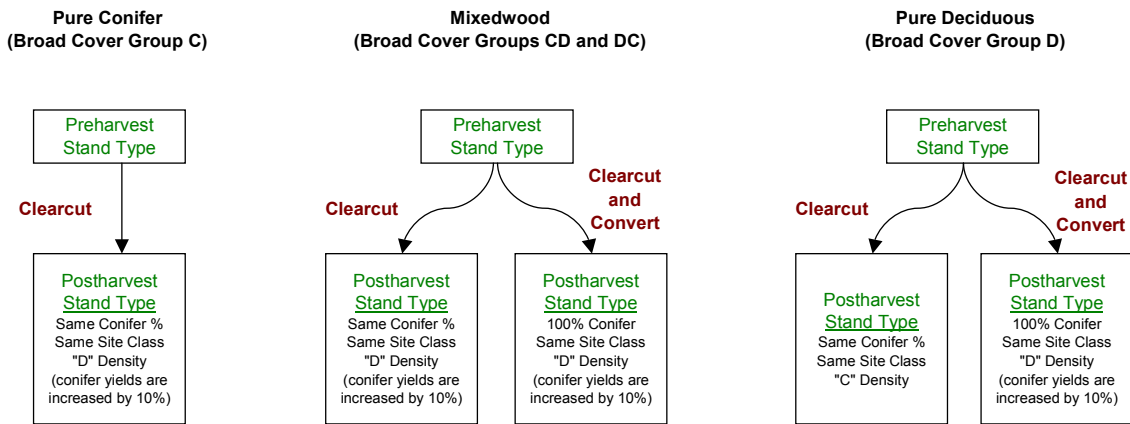 Pure Conifer
(Broad Cover Group C)
Preharvest
Stand Type
Clearcut
Postharvest
Stand Type
Same Conifer %
Same Site Class
"D" Density
(conifer yields are
increased by 10%)
Mixedwood
(Broad Cover Groups CD and DC)
Preharvest
Stand Type
Clearcut
Clearcut
and
Convert
Postharvest
Stand Type
Same Conifer %
Same Site Class
"D" Density
(conifer yields are
increased by 10%)
Postharvest
Stand Type
100% Conifer
Same Site Class
"D" Density
(conifer yields are
increased by 10%)
Pure Deciduous
(Broad Cover Group D)
Preharvest
Stand Type
Clearcut
Clearcut
and
Convert
Postharvest
Stand Type
Same Conifer %
Same Site Class
"C" Density
Postharvest
Stand Type
100% Conifer
Same Site Class
"D" Density
(conifer yields are
increased by 10%)